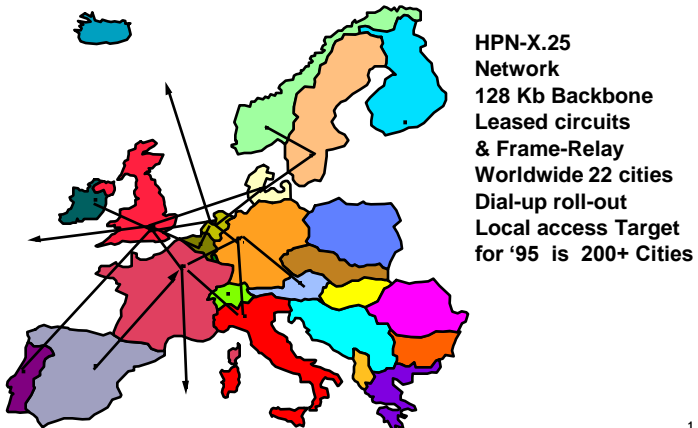 HPN-X.25
Network
128 Kb Backbone
Leased circuits
& Frame-Relay
Worldwide 22 cities
Dial-up roll-out
Local access Target
for ‘95  is  200+ Cities
1